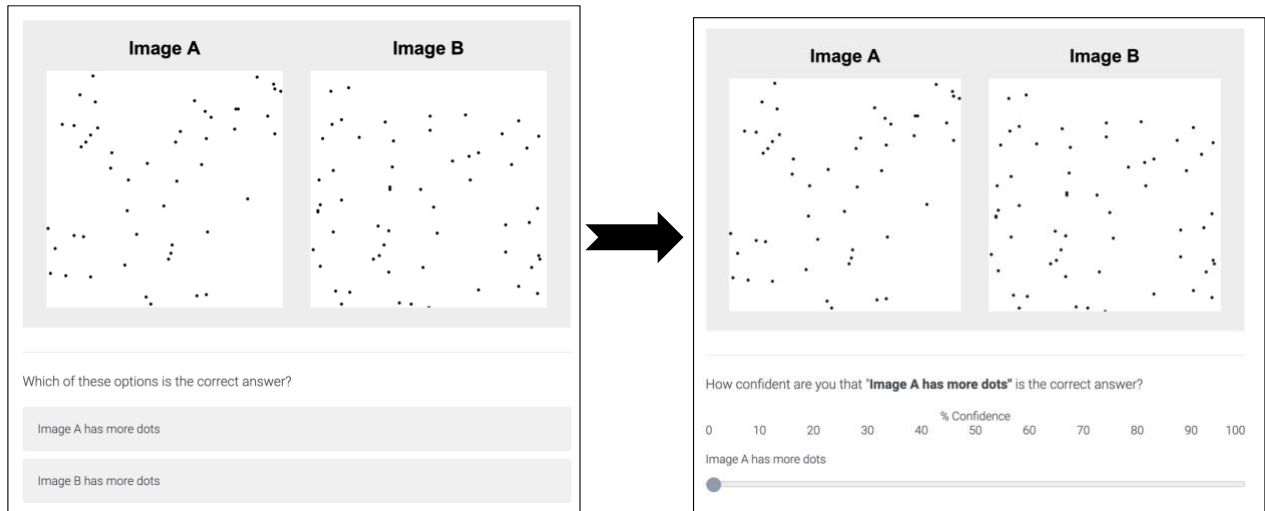 Image A Image B
Which of these options is the correct answer?
Image A has more dots
Image B has more dots
Image A Image B
How confident are you that "Image A has more dots" is the correct answer?
% Confidence
0 10 20 30 40 50 60 70 80 90 100
Image A has more dots